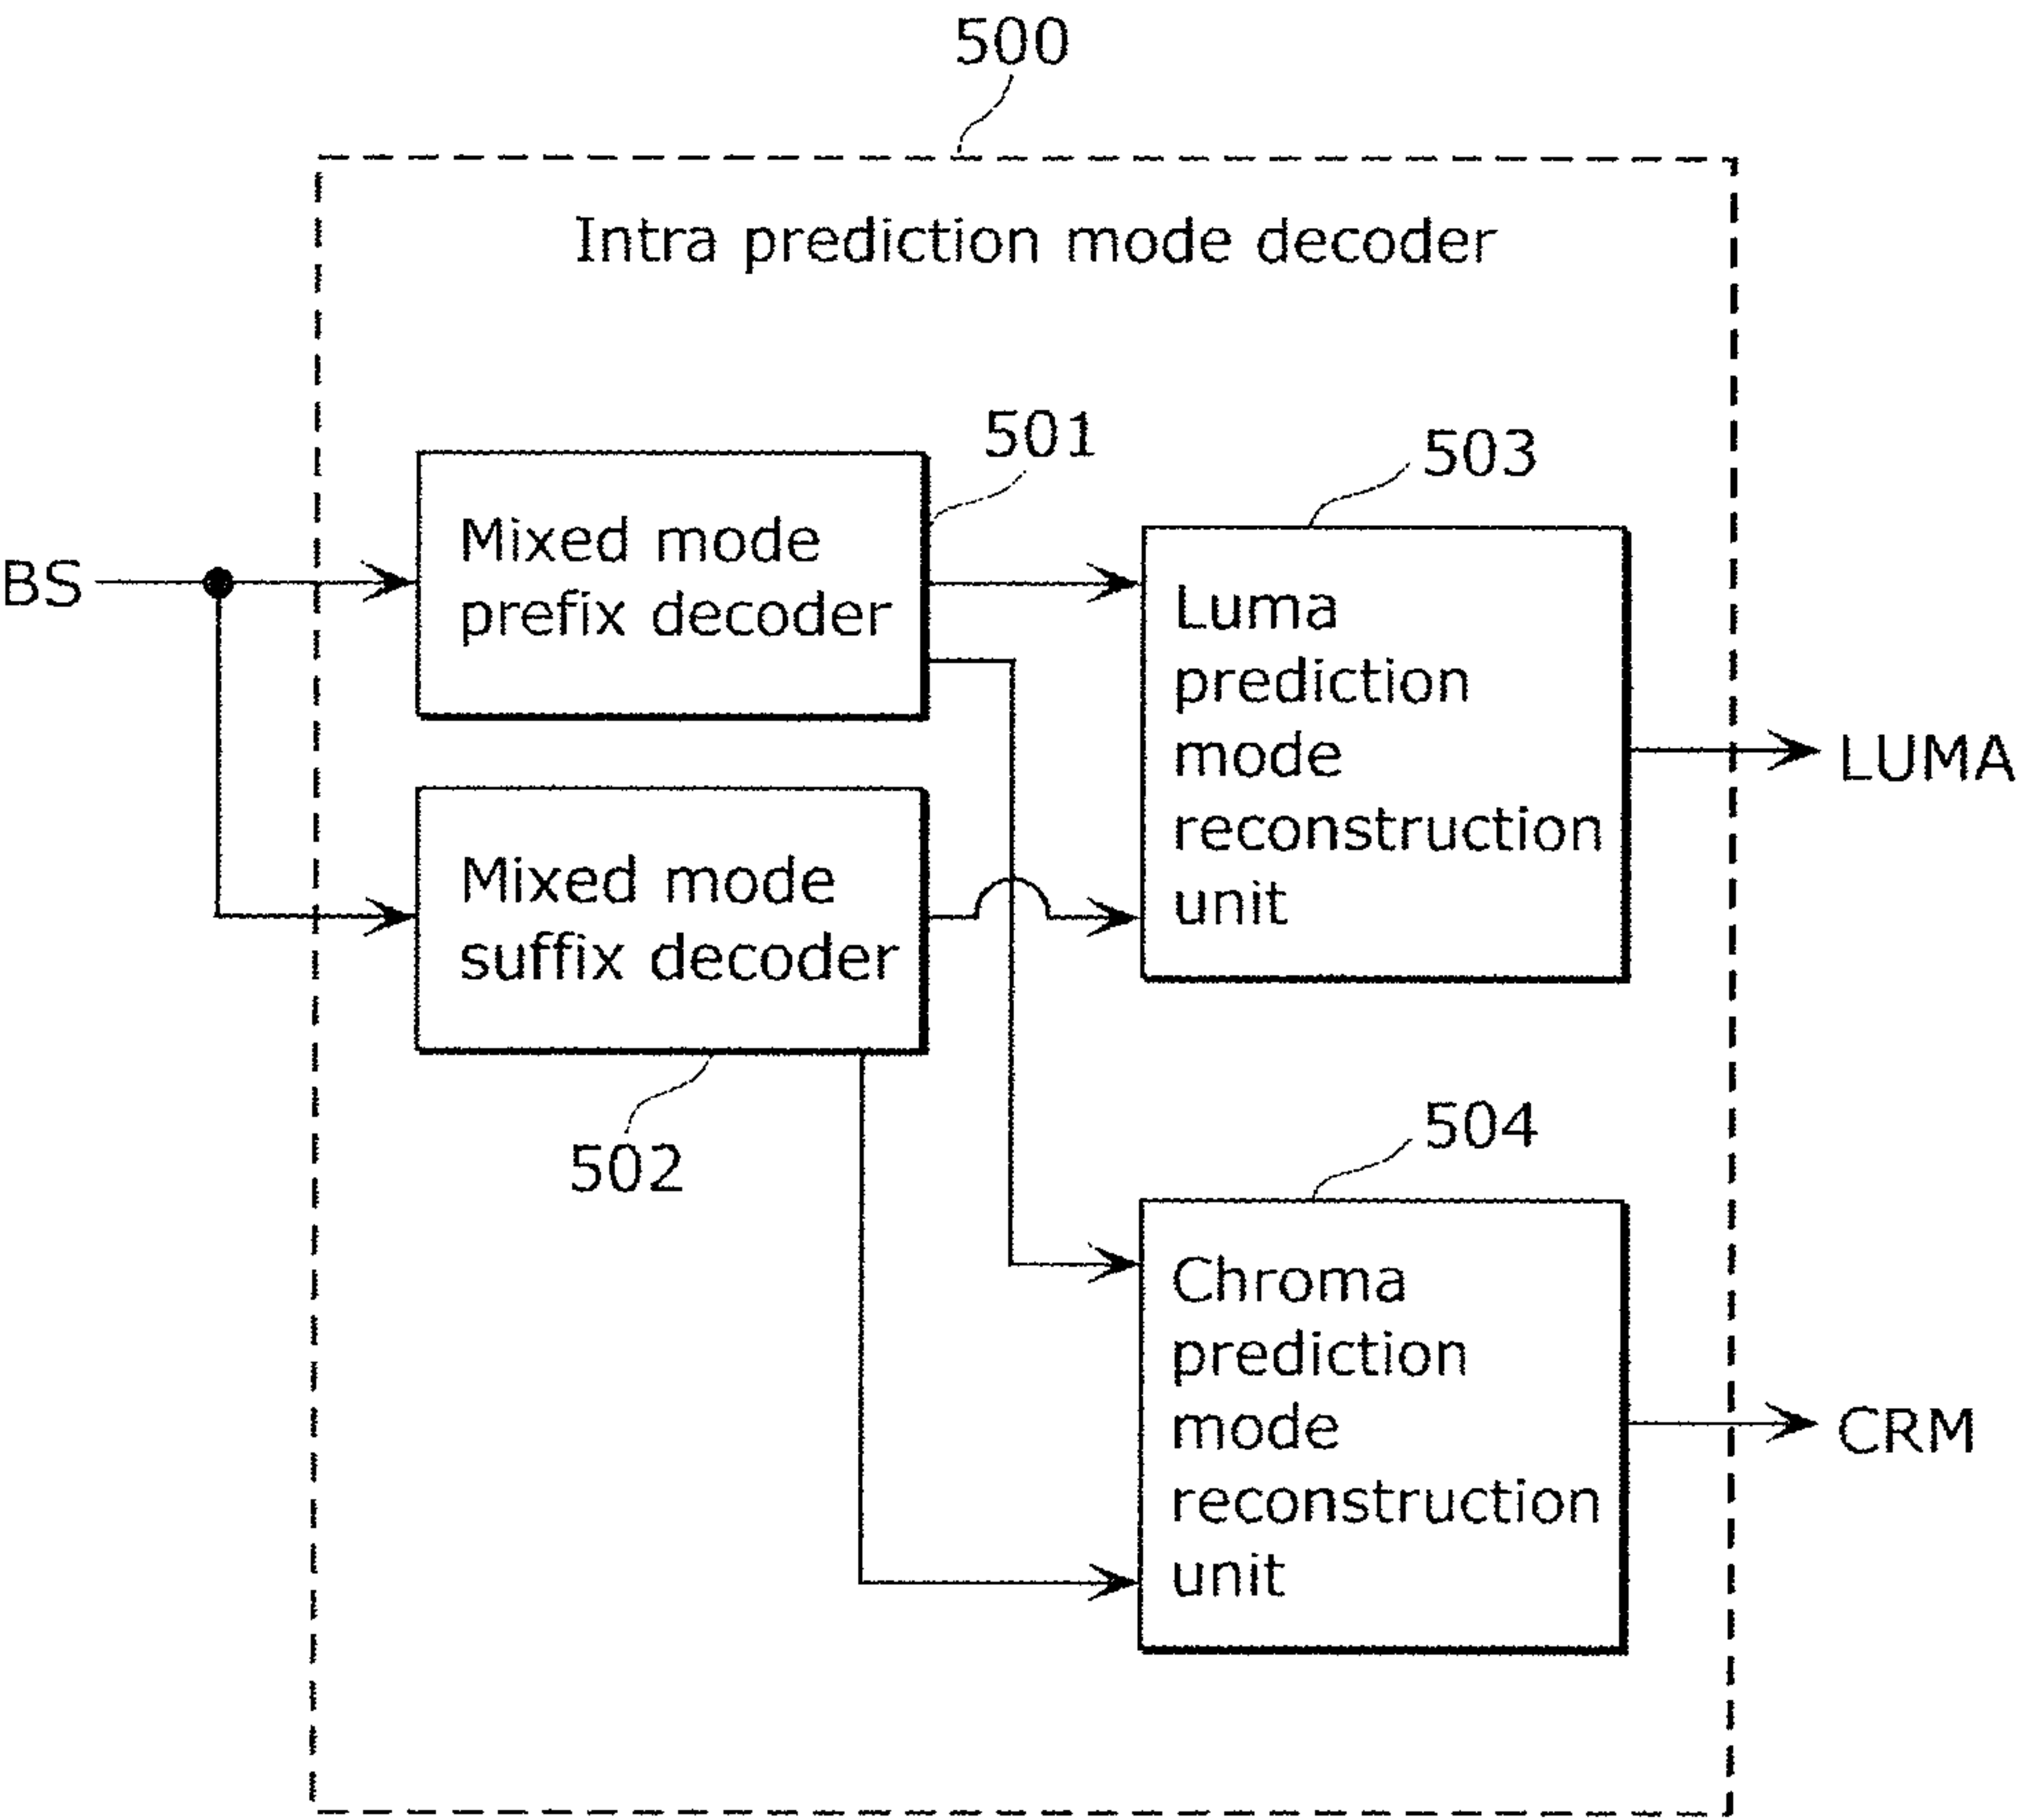 500
Intra prediction mode decoder
501
503
Mixed mode
prefix decoder
BS
Luma
prediction
mode
reconstruction
unit
LUMA
Mixed mode
suffix decoder
502
504
Chroma
prediction
mode
reconstruction
unit
CRM